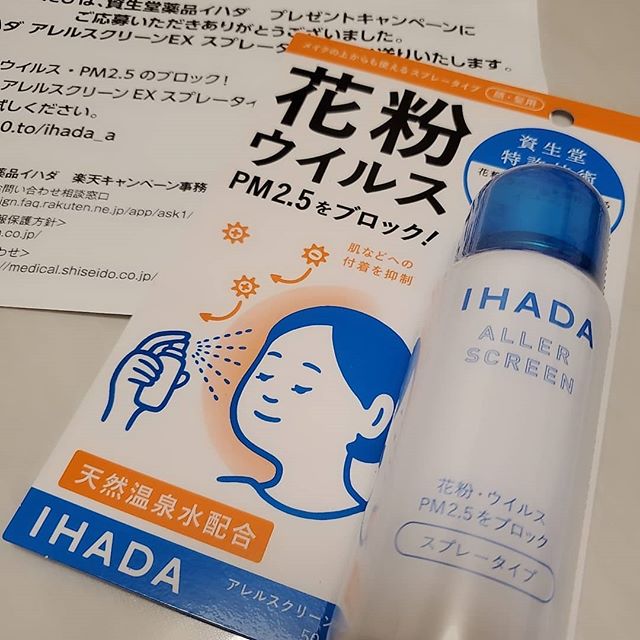 は、資生堂薬品イハダ プレゼントキャンペーンに
ご応募いただきありがとうございました。
アレルスクリーンEX スプレータ
送りいたします。
ウイルス・PM2.5 のブロック!
アレルスクリーン EX スプレータイ
試しください。
0.to/ihada_a
薬品イハダ 楽天キャンペーン事務
お問い合わせ相談窓口
ign.faq.rakuten.ne.jp/app/ask1/
報保護方針>
co.jp/
わせ>
//medical.shiseido.co.jp/
メイクの上からも使えるスプレータイプ
顔・髪用
花粉
ウイルス
PM2.5をブロック!
資生堂
特許技術
花粉
肌などへの
付着を抑制
天然温泉水配合
IHADA
アレルスクリーン
50
IHADA
ALLER
SCREEN
花粉・ウイルス
PM2.5をブロック
スプレータイプ